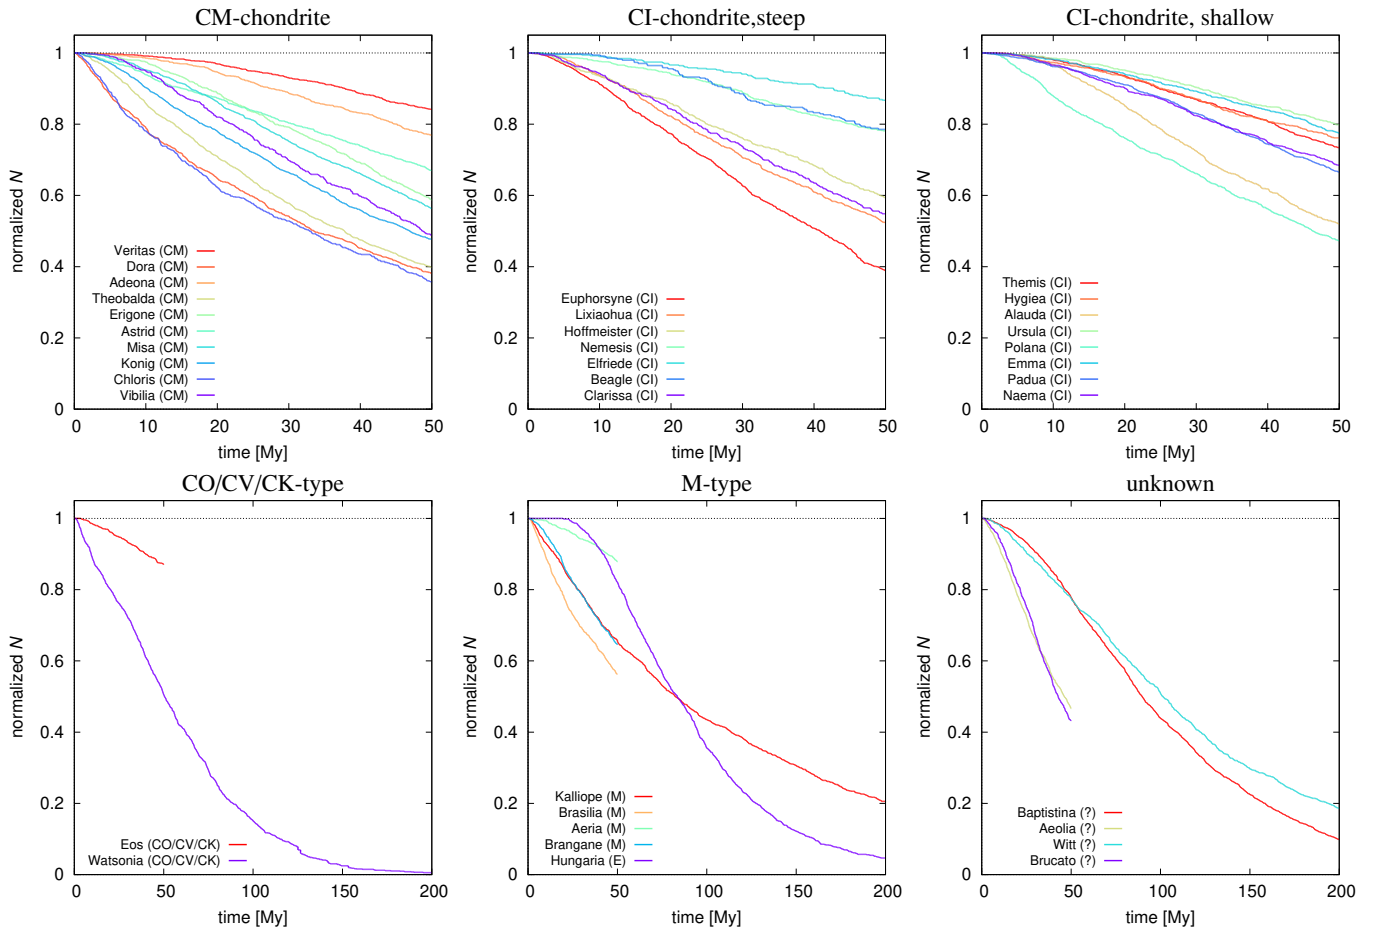 CM-chondrite
normalized N
1
0.8
0.6
0.4
0.2
0
Veritas (CM)
Dora (CM)
Adeona (CM)
Theobalda (CM)
Erigone (CM)
Astrid (CM)
Misa (CM)
Konig (CM)
Chloris (CM)
Vibilia (CM)
0 10 20 30 40 50
time [My]
CI-chondrite,steep
normalized N
1
0.8
0.6
0.4
0.2
0
Euphorsyne (CI)
Lixiaohua (CI)
Hoffmeister (CI)
Nemesis (CI)
Elfriede (CI)
Beagle (CI)
Clarissa (CI)
0 10 20 30 40 50
time [My]
CI-chondrite, shallow
normalized N
1
0.8
0.6
0.4
0.2
0
Themis (CI)
Hygiea (CI)
Alauda (CI)
Ursula (CI)
Polana (CI)
Emma (CI)
Padua (CI)
Naema (CI)
0 10 20 30 40 50
time [My]
CO/CV/CK-type
normalized N
1
0.8
0.6
0.4
0.2
0
Eos (CO/CV/CK)
Watsonia (CO/CV/CK)
0 50 100 150 200
time [My]
M-type
normalized N
1
0.8
0.6
0.4
0.2
0
Kalliope (M)
Brasilia (M)
Aeria (M)
Brangane (M)
Hungaria (E)
0 50 100 150 200
time [My]
unknown
normalized N
1
0.8
0.6
0.4
0.2
0
Baptistina (?)
Aeolia (?)
Witt (?)
Brucato (?)
0 50 100 150 200
time [My]